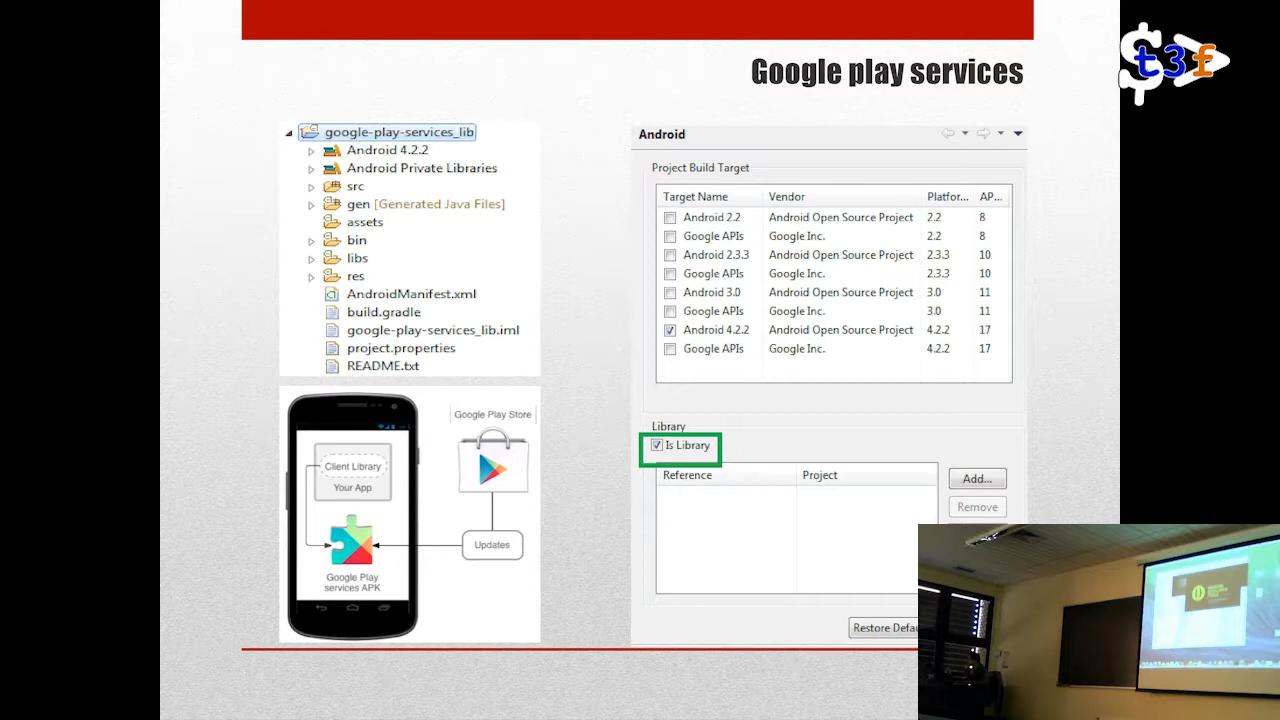 $t3f
Google play services
google-play-services_lib
Android 4.2.2
Android Private Libraries
src
gen [Generated Java Files]
assets
bin
libs
res
AndroidManifest.xml
build.gradle
google-play-services_lib.iml
project.properties
README.txt
Google Play Store
Client Library
Your App
Updates
Google Play
services APK
Android
Project Build Target
Target Name Vendor Platfor... AP...
Android 2.2 Android Open Source Project 2.2 8
Google APIs Google Inc. 2.2 8
Android 2.3.3 Android Open Source Project 2.3.3 10
Google APIs Google Inc. 2.3.3 10
Android 3.0 Android Open Source Project 3.0 11
Google APIs Google Inc. 3.0 11
Android 4.2.2 Android Open Source Project 4.2.2 17
Google APIs Google Inc. 4.2.2 17
Library
Is Library
Reference Project
Add...
Remove
Restore Defau